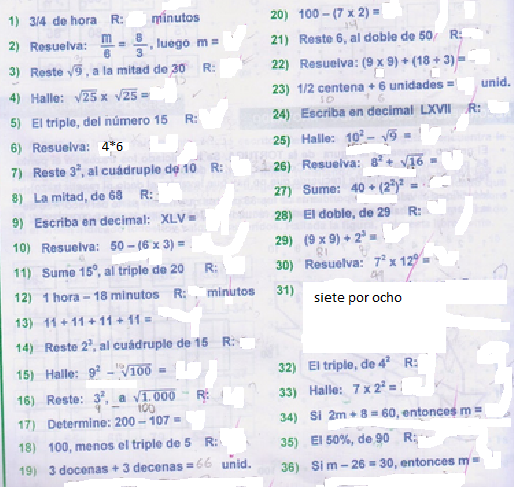 1) 3/4 de hora R: minutos
2) Resuelva: m/6 = 8/3, luego m =
3) Reste √9, a la mitad de 30 R:
4) Halle: √25 x √25 =
5) El triple, del número 15 R:
6) Resuelva: 4*6
7) Reste 3², al cuádruple de 10 R:
8) La mitad, de 68 R:
9) Escriba en decimal: XLV =
10) Resuelva: 50 – (6 x 3) =
11) Sume 15⁰, al triple de 20 R:
12) 1 hora – 18 minutos R: minutos
13) 11 + 11 + 11 + 11 =
14) Reste 2², al cuádruple de 15 R:
15) Halle: 9² – √100 =
16) Reste: 3², a √1.000 R:
9 100
17) Determine: 200 – 107 =
18) 100, menos el triple de 5 R:
19) 3 docenas + 3 decenas = 66 unid.
20) 100 – (7 x 2) =
21) Reste 6, al doble de 50 R:
22) Resuelva: (9 x 9) + (18 ÷ 3) =
23) 1/2 centena + 6 unidades = unid.
24) Escriba en decimal LXVII R:
25) Halle: 10² – √9 =
26) Resuelva: 8² + √16 =
27) Sume: 40 + (2²)² =
28) El doble, de 29 R:
29) (9 x 9) + 2³ =
81 8
30) Resuelva: 7² x 12⁰ =
31)
siete por ocho
32) El triple, de 4² R:
33) Halle: 7 x 2² =
34) Si 2m + 8 = 60, entonces m =
35) El 50%, de 90 R:
36) Si m – 26 = 30, entonces m =